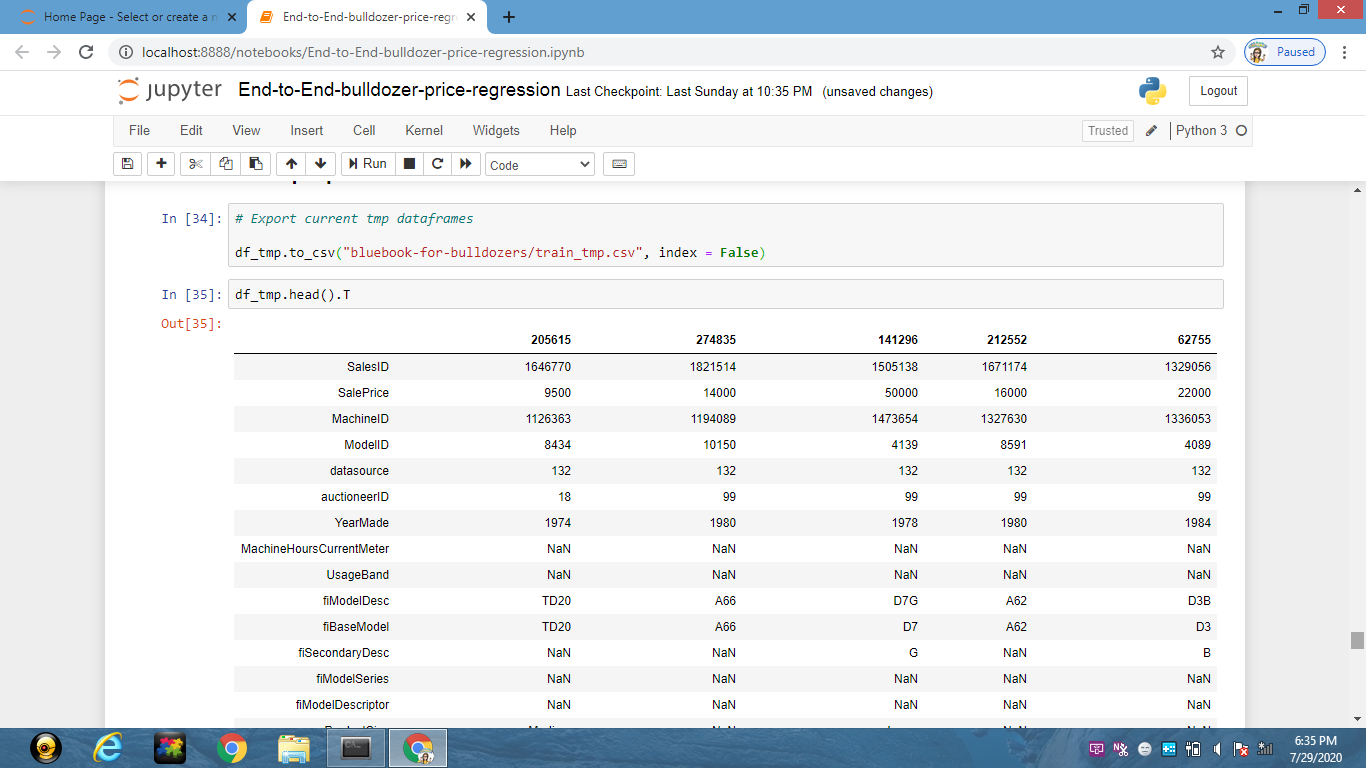 Home Page - Select or create a n
End-to-End-bulldozer-price-regre
localhost:8888/notebooks/End-to-End-bulldozer-price-regression.ipynb
Paused
jupyter End-to-End-bulldozer-price-regression Last Checkpoint: Last Sunday at 10:35 PM (unsaved changes)
Logout
File Edit View Insert Cell Kernel Widgets Help
Trusted Python 3
Run Code
In [34]: # Export current tmp dataframes
df_tmp.to_csv("bluebook-for-bulldozers/train_tmp.csv", index = False)
In [35]: df_tmp.head().T
Out[35]:
205615 274835 141296 212552 62755
SalesID 1646770 1821514 1505138 1671174 1329056
SalePrice 9500 14000 50000 16000 22000
MachineID 1126363 1194089 1473654 1327630 1336053
ModelID 8434 10150 4139 8591 4089
datasource 132 132 132 132 132
auctioneerID 18 99 99 99 99
YearMade 1974 1980 1978 1980 1984
MachineHoursCurrentMeter NaN NaN NaN NaN NaN
UsageBand NaN NaN NaN NaN NaN
fiModelDesc TD20 A66 D7G A62 D3B
fiBaseModel TD20 A66 D7 A62 D3
fiSecondaryDesc NaN NaN G NaN B
fiModelSeries NaN NaN NaN NaN NaN
fiModelDescriptor NaN NaN NaN NaN NaN
6:35 PM
7/29/2020